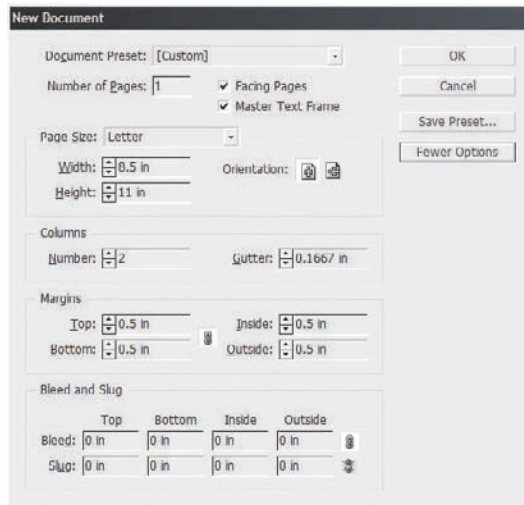 New Document
Document Preset: [Custom]
OK
Number of Pages: 1
Facing Pages
Cancel
Master Text Frame
Save Preset...
Page Size: Letter
Fewer Options
Width: 8.5 in
Orientation:
Height: 11 in
Columns
Number: 2
Gutter: 0.1667 in
Margins
Top: 0.5 in
Inside: 0.5 in
Bottom: 0.5 in
Outside: 0.5 in
Bleed and Slug
Top Bottom Inside Outside
Bleed: 0 in 0 in 0 in 0 in
Slug: 0 in 0 in 0 in 0 in